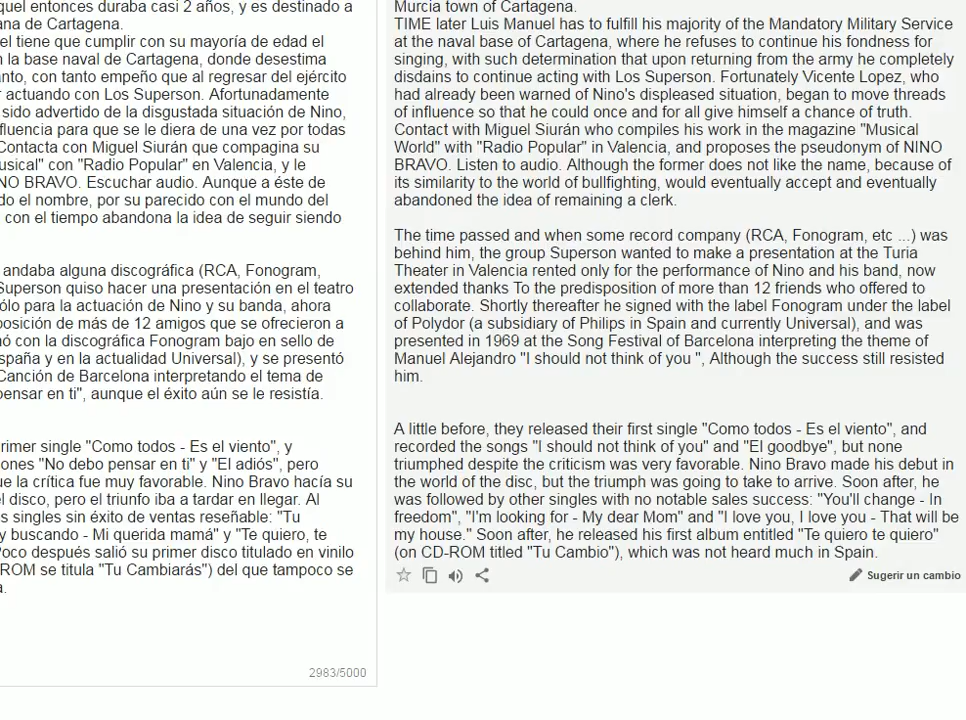 quel entonces duraba casi 2 años, y es destinado a
ana de Cartagena.
el tiene que cumplir con su mayoría de edad el
n la base naval de Cartagena, donde desestima
anto, con tanto empeño que al regresar del ejército
r actuando con Los Superson. Afortunadamente
sido advertido de la disgustada situación de Nino,
fluencia para que se le diera de una vez por todas
Contacta con Miguel Siurán que compagina su
usical" con "Radio Popular" en Valencia, y le
NO BRAVO. Escuchar audio. Aunque a éste de
do el nombre, por su parecido con el mundo del
con el tiempo abandona la idea de seguir siendo
andaba alguna discográfica (RCA, Fonogram,
Superson quiso hacer una presentación en el teatro
ólo para la actuación de Nino y su banda, ahora
posición de más de 12 amigos que se ofrecieron a
nó con la discográfica Fonogram bajo en sello de
spaña y en la actualidad Universal), y se presentó
Canción de Barcelona interpretando el tema de
pensar en ti", aunque el éxito aún se le resistía.
rimer single "Como todos - Es el viento", y
ones "No debo pensar en ti" y "El adiós", pero
ue la crítica fue muy favorable. Nino Bravo hacía su
l disco, pero el triunfo iba a tardar en llegar. Al
s singles sin éxito de ventas reseñable: "Tu
y buscando - Mi querida mamá" y "Te quiero, te
Poco después salió su primer disco titulado en vinilo
ROM se titula "Tu Cambiarás") del que tampoco se
a.
2983/5000
Murcia town of Cartagena.
TIME later Luis Manuel has to fulfill his majority of the Mandatory Military Service
at the naval base of Cartagena, where he refuses to continue his fondness for
singing, with such determination that upon returning from the army he completely
disdains to continue acting with Los Superson. Fortunately Vicente Lopez, who
had already been warned of Nino's displeased situation, began to move threads
of influence so that he could once and for all give himself a chance of truth.
Contact with Miguel Siurán who compiles his work in the magazine "Musical
World" with "Radio Popular" in Valencia, and proposes the pseudonym of NINO
BRAVO. Listen to audio. Although the former does not like the name, because of
its similarity to the world of bullfighting, would eventually accept and eventually
abandoned the idea of remaining a clerk.
The time passed and when some record company (RCA, Fonogram, etc ...) was
behind him, the group Superson wanted to make a presentation at the Turia
Theater in Valencia rented only for the performance of Nino and his band, now
extended thanks To the predisposition of more than 12 friends who offered to
collaborate. Shortly thereafter he signed with the label Fonogram under the label
of Polydor (a subsidiary of Philips in Spain and currently Universal), and was
presented in 1969 at the Song Festival of Barcelona interpreting the theme of
Manuel Alejandro "I should not think of you ", Although the success still resisted
him.
A little before, they released their first single "Como todos - Es el viento", and
recorded the songs "I should not think of you" and "El goodbye", but none
triumphed despite the criticism was very favorable. Nino Bravo made his debut in
the world of the disc, but the triumph was going to take to arrive. Soon after, he
was followed by other singles with no notable sales success: "You'll change - In
freedom", "I'm looking for - My dear Mom" and "I love you, I love you - That will be
my house." Soon after, he released his first album entitled "Te quiero te quiero"
(on CD-ROM titled "Tu Cambio"), which was not heard much in Spain.
Sugerir un cambio